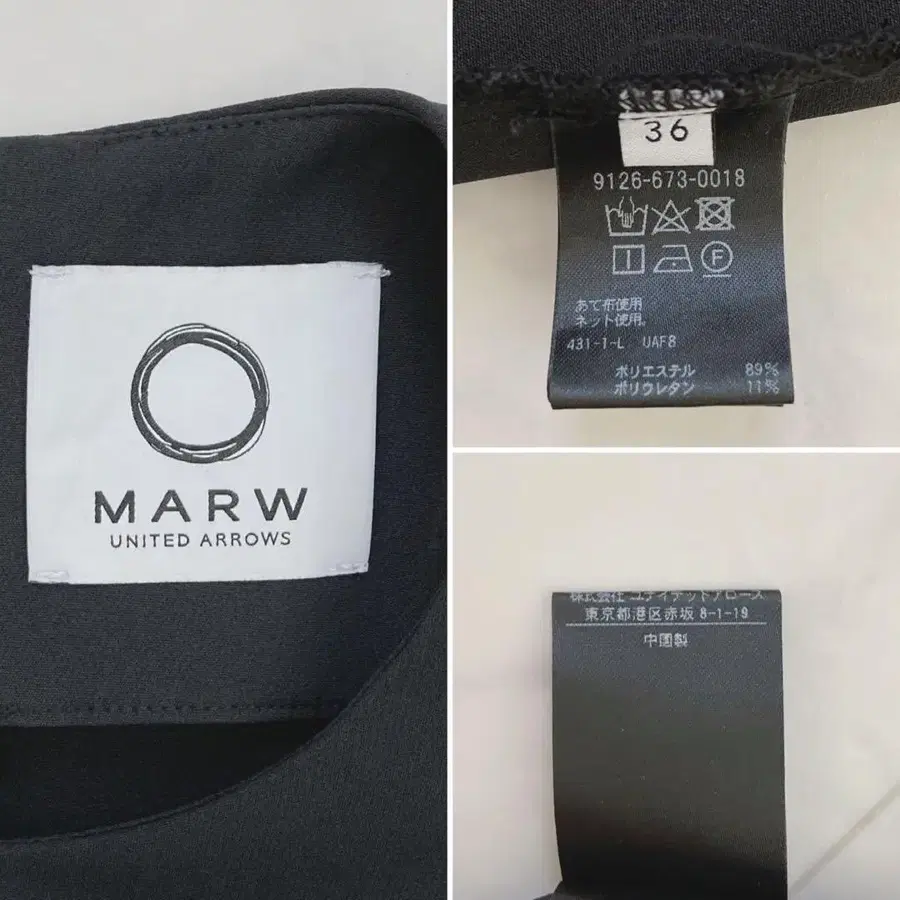 MARW
UNITED ARROWS
36
9126-673-0018
F
あて布使用
ネット使用。
431-1-L UAF8
ポリエステル 89%
ポリウレタン 11%
株式会社 ユナイテッドアローズ
東京都港区赤坂 8-1-19
中国製